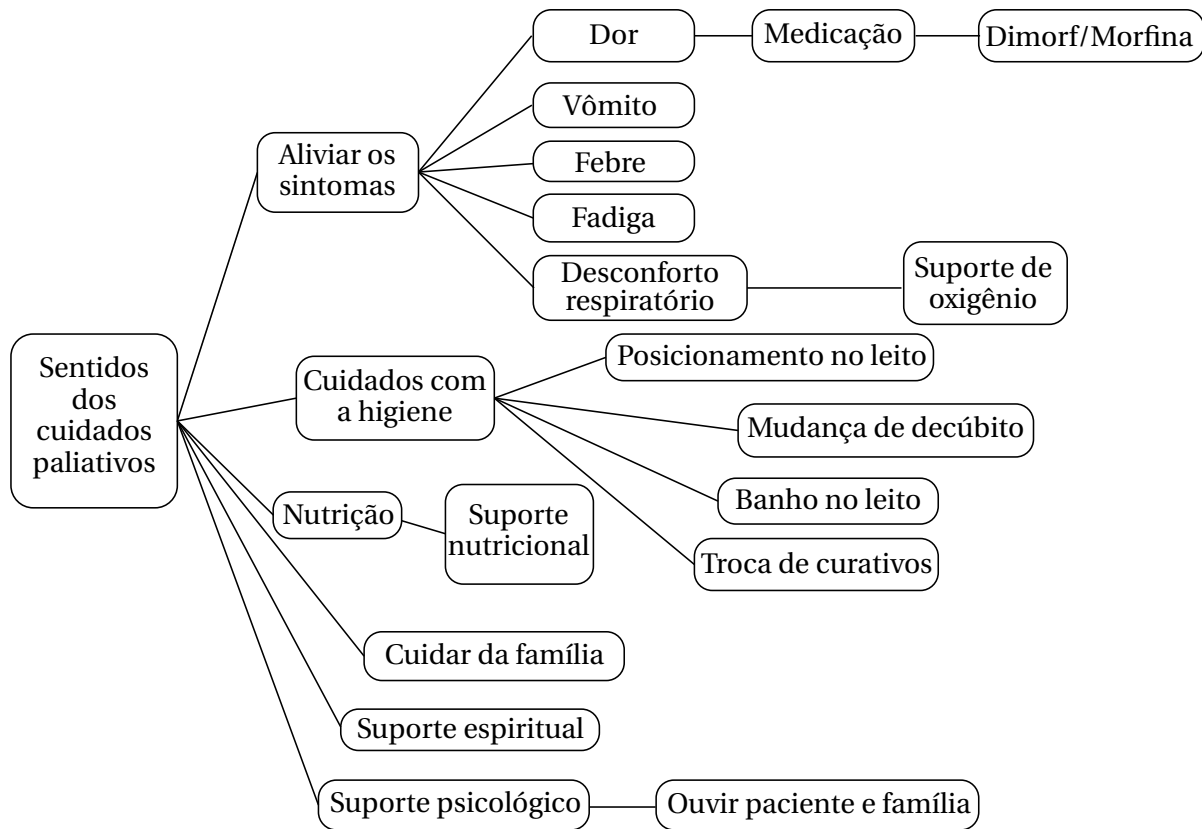 Dor
Medicação
Dimorf/Morfina
Vômito
Aliviar os
sintomas
Febre
Fadiga
Desconforto
respiratório
Suporte de
oxigênio
Sentidos
dos
cuidados
paliativos
Cuidados com
a higiene
Posicionamento no leito
Mudança de decúbito
Banho no leito
Troca de curativos
Nutrição
Suporte
nutricional
Cuidar da família
Suporte espiritual
Suporte psicológico
Ouvir paciente e família